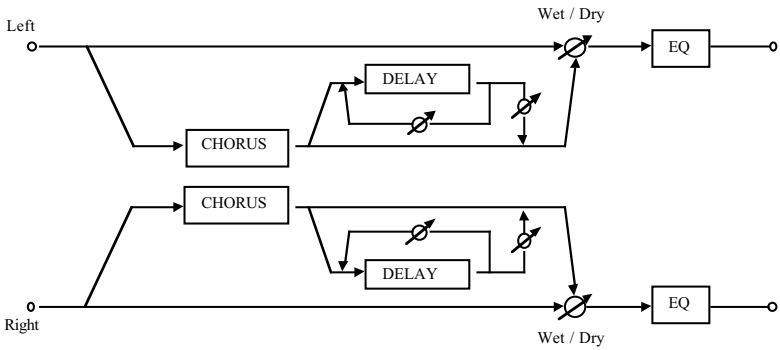 Wet / Dry
Left
EQ
DELAY
CHORUS
CHORUS
DELAY
EQ
Right
Wet / Dry